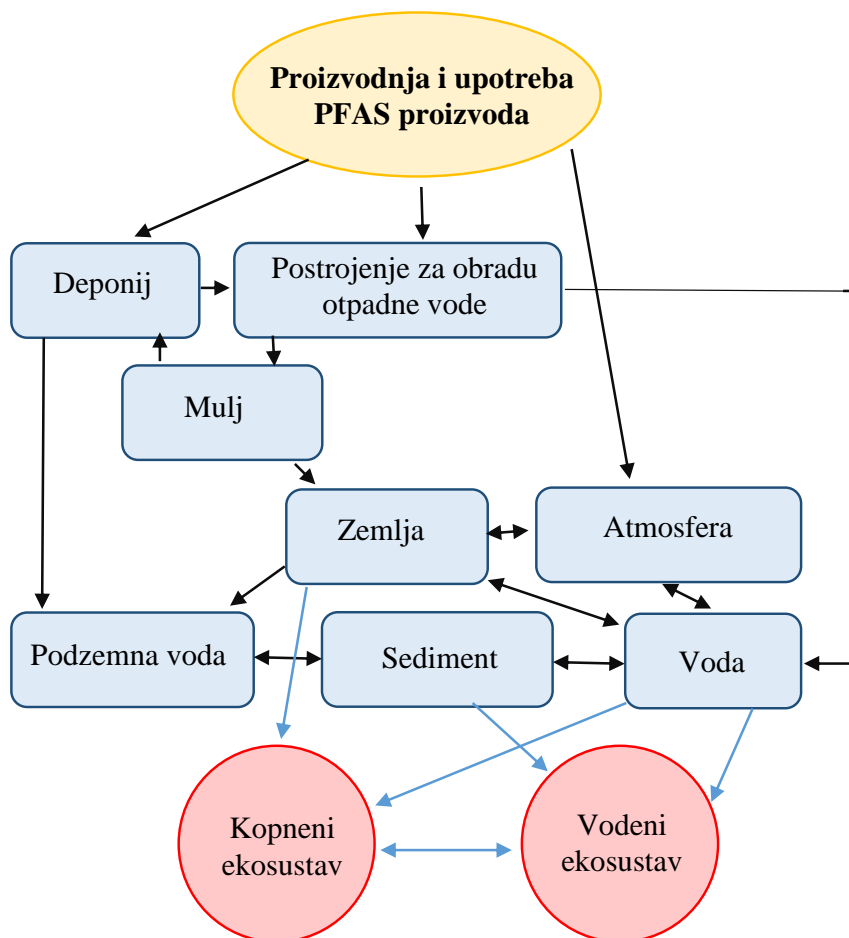 Proizvodnja i upotreba
PFAS proizvoda
Deponij
Postrojenje za obradu
otpadne vode
Mulj
Zemlja
Atmosfera
Podzemna voda
Sediment
Voda
Kopneni
ekosustav
Vodeni
ekosustav